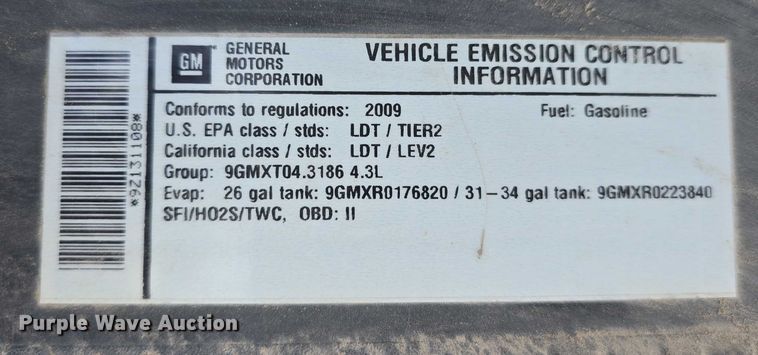 GM
GENERAL
MOTORS
CORPORATION
VEHICLE EMISSION CONTROL
INFORMATION
*92131108*
Conforms to regulations: 2009 Fuel: Gasoline
U.S. EPA class / stds: LDT / TIER2
California class / stds: LDT / LEV2
Group: 9GMXT04.3186 4.3L
Evap: 26 gal tank: 9GMXR0176820 / 31-34 gal tank: 9GMXR0223840
SFI/HO2S/TWC, OBD: II
Purple Wave Auction